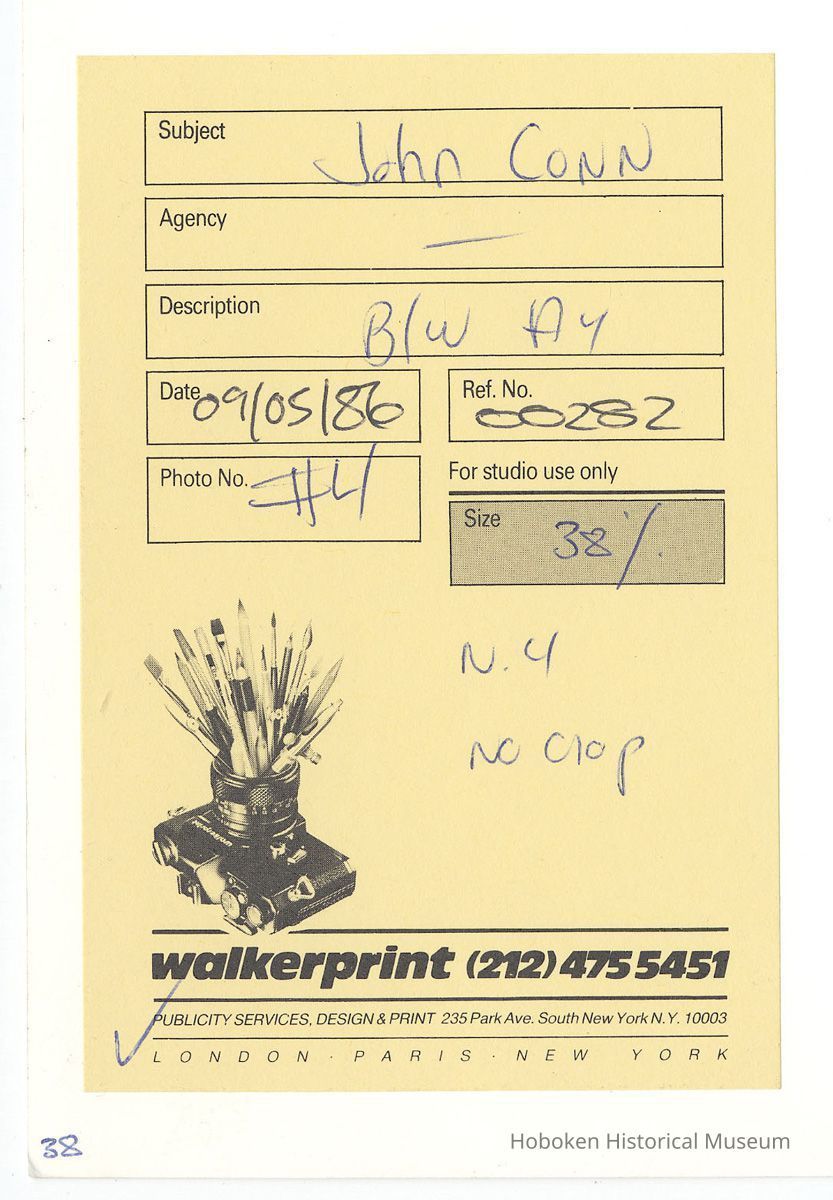 Subject John Conn
Agency —
Description B/W A4
Date 09/05/86
Ref. No. 00282
Photo No. #4
For studio use only
Size 38%
N.4
NO Crop
walkerprint (212) 475 5451
PUBLICITY SERVICES, DESIGN & PRINT 235 Park Ave. South New York N.Y. 10003
LONDON · PARIS · NEW YORK
38
Hoboken Historical Museum